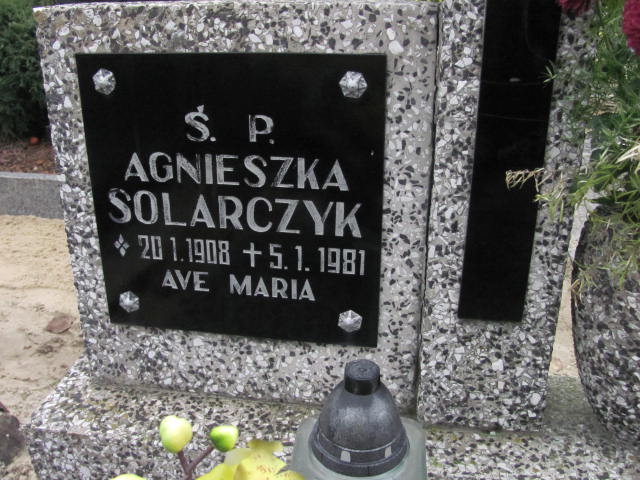 Ś. P.
AGNIESZKA
SOLARCZYK
20 1.1908 + 5.1.1981
AVE MARIA